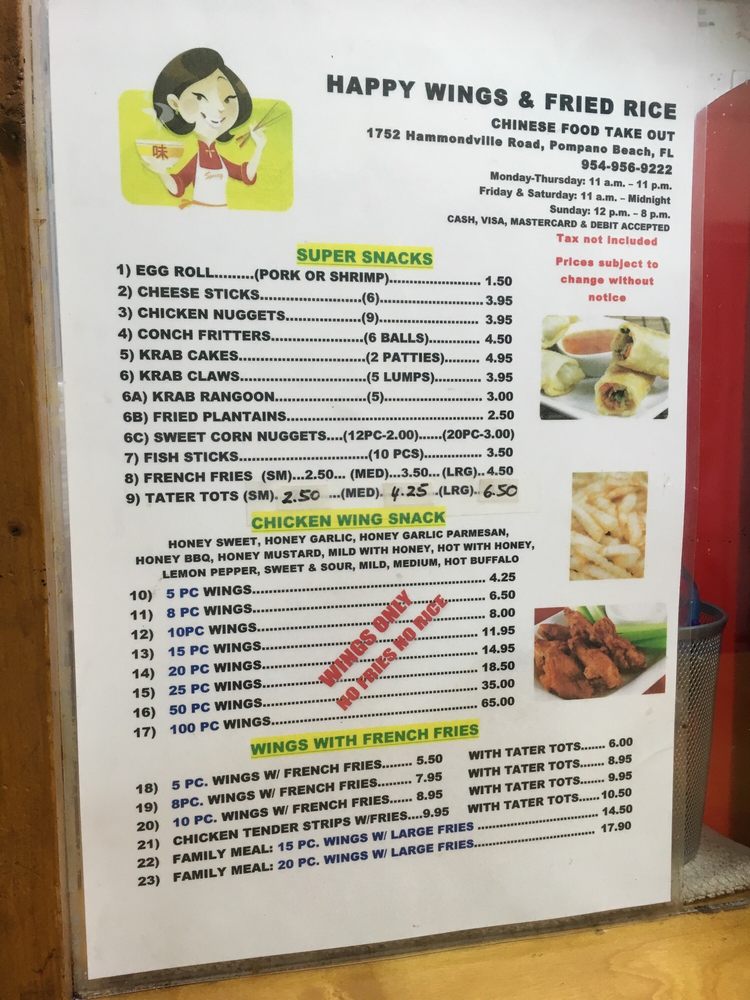 味
HAPPY WINGS & FRIED RICE
CHINESE FOOD TAKE OUT
1752 Hammondville Road, Pompano Beach, FL
954-956-9222
Monday-Thursday: 11 a.m. – 11 p.m.
Friday & Saturday: 11 a.m. – Midnight
Sunday: 12 p.m. – 8 p.m.
CASH, VISA, MASTERCARD & DEBIT ACCEPTED
Tax not included
Prices subject to
change without
notice
SUPER SNACKS
1) EGG ROLL.........(PORK OR SHRIMP)....................... 1.50
2) CHEESE STICKS..........................(6).......................... 3.95
3) CHICKEN NUGGETS...................(9)......................... 3.95
4) CONCH FRITTERS.......................(6 BALLS).............. 4.50
5) KRAB CAKES................................(2 PATTIES)......... 4.95
6) KRAB CLAWS................................(5 LUMPS)........... 3.95
6A) KRAB RANGOON.......................(5)......................... 3.00
6B) FRIED PLANTAINS.................................................. 2.50
6C) SWEET CORN NUGGETS....(12PC-2.00)......(20PC-3.00)
7) FISH STICKS................................(10 PCS)............... 3.50
8) FRENCH FRIES (SM)...2.50... (MED)...3.50... (LRG).. 4.50
9) TATER TOTS (SM). 2.50 ...(MED). 4.25 .(LRG).. 6.50
CHICKEN WING SNACK
HONEY SWEET, HONEY GARLIC, HONEY GARLIC PARMESAN,
HONEY BBQ, HONEY MUSTARD, MILD WITH HONEY, HOT WITH HONEY,
LEMON PEPPER, SWEET & SOUR, MILD, MEDIUM, HOT BUFFALO
10) 5 PC WINGS.................................................. 4.25
11) 8 PC WINGS.................................................. 6.50
12) 10PC WINGS.................................................. 8.00
13) 15 PC WINGS.................................................. 11.95
14) 20 PC WINGS.................................................. 14.95
15) 25 PC WINGS.................................................. 18.50
16) 50 PC WINGS.................................................. 35.00
17) 100 PC WINGS................................................ 65.00
WINGS ONLY
NO FRIES NO RICE
WINGS WITH FRENCH FRIES
18) 5 PC. WINGS W/ FRENCH FRIES........ 5.50 WITH TATER TOTS....... 6.00
19) 8PC. WINGS W/ FRENCH FRIES........ 7.95 WITH TATER TOTS....... 8.95
20) 10 PC. WINGS W/ FRENCH FRIES...... 8.95 WITH TATER TOTS....... 9.95
21) CHICKEN TENDER STRIPS W/FRIES....9.95 WITH TATER TOTS.......10.50
22) FAMILY MEAL: 15 PC. WINGS W/ LARGE FRIES .............................. 14.50
23) FAMILY MEAL: 20 PC. WINGS W/ LARGE FRIES............................... 17.90